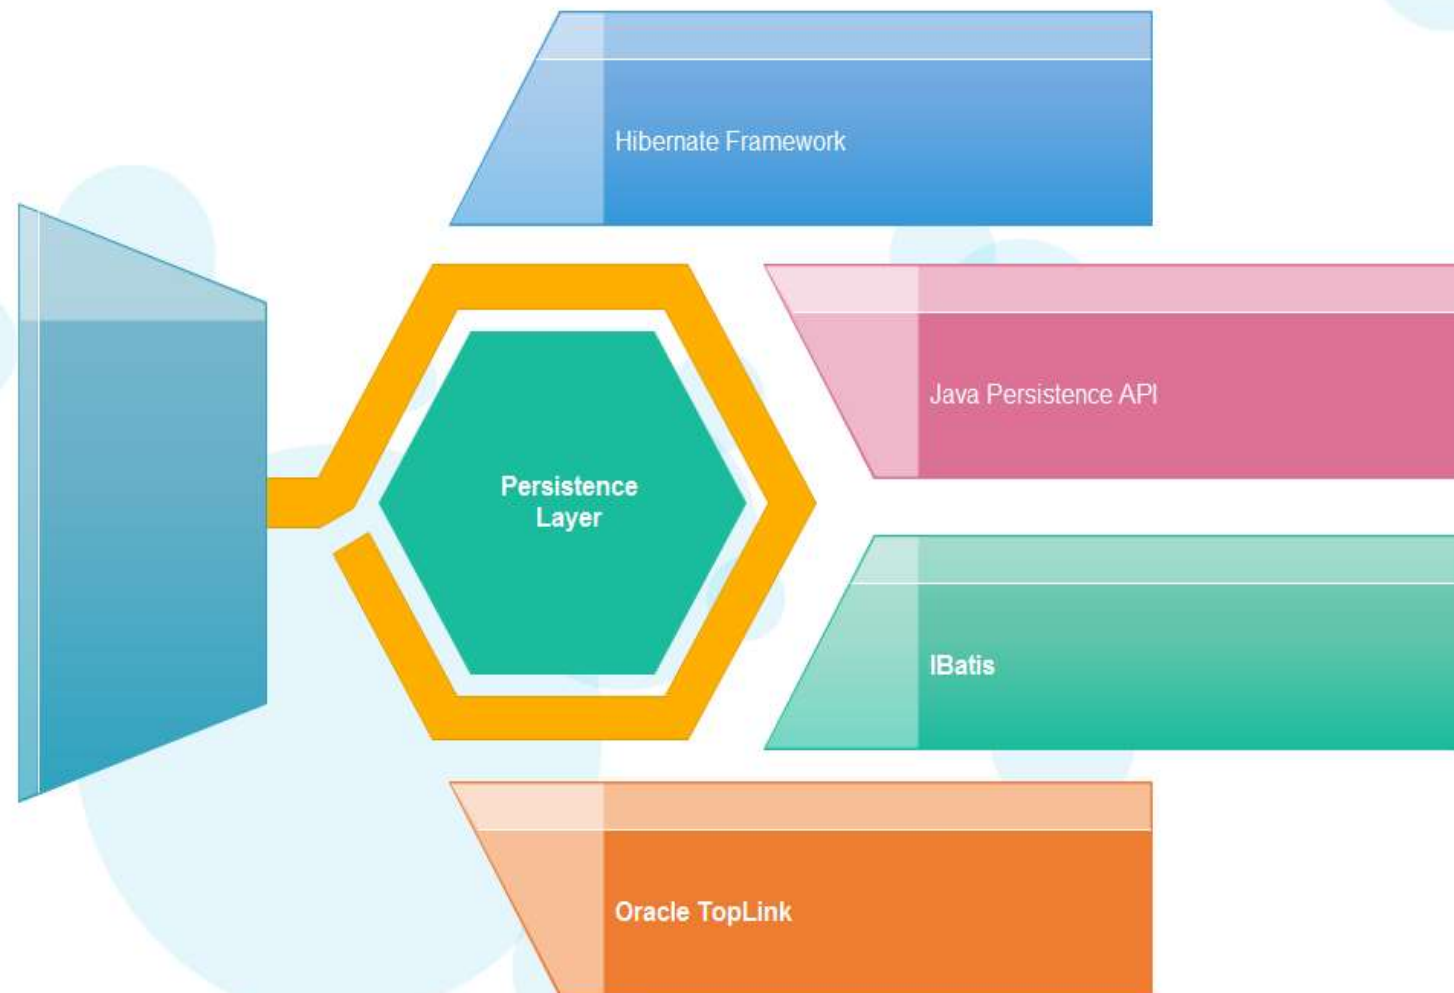 Hibernate Framework
Java Persistence API
Persistence
Layer
IBatis
Oracle TopLink